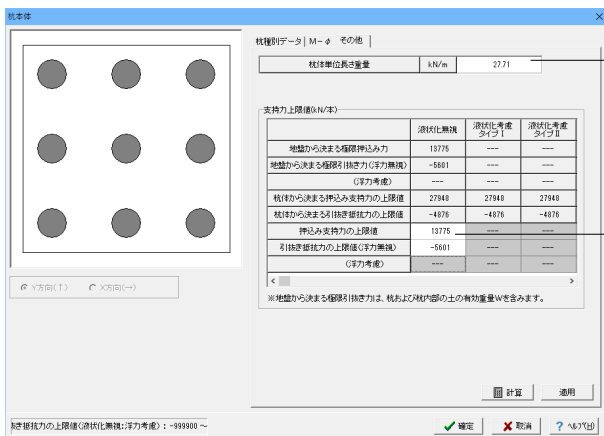 杭本体
杭種別データ M-φ その他
杭体単位長さ重量 kN/m 27.71
支持力上限値(kN/本)
液状化無視 液状化考慮 タイプⅠ 液状化考慮 タイプⅡ
地盤から決まる極限押込み力 13775 --- ---
地盤から決まる極限引抜き力(浮力無視) -5601 --- ---
(浮力考慮) --- --- ---
杭体から決まる押込み支持力の上限値 27948 27948 27948
杭体から決まる引抜き抵抗力の上限値 -4876 -4876 -4876
押込み支持力の上限値 13775 --- ---
引抜き抵抗力の上限値(浮力無視) -5601 --- ---
(浮力考慮) --- --- ---
Y方向(↑) X方向(→)
※地盤から決まる極限引抜き力は、杭および杭内部の土の有効重量Wを含みます。
計算 適用
抜き抵抗力の上限値(液状化無視:浮力考慮) : -999900 ～
確定 取消 ? ヘルプ(H)